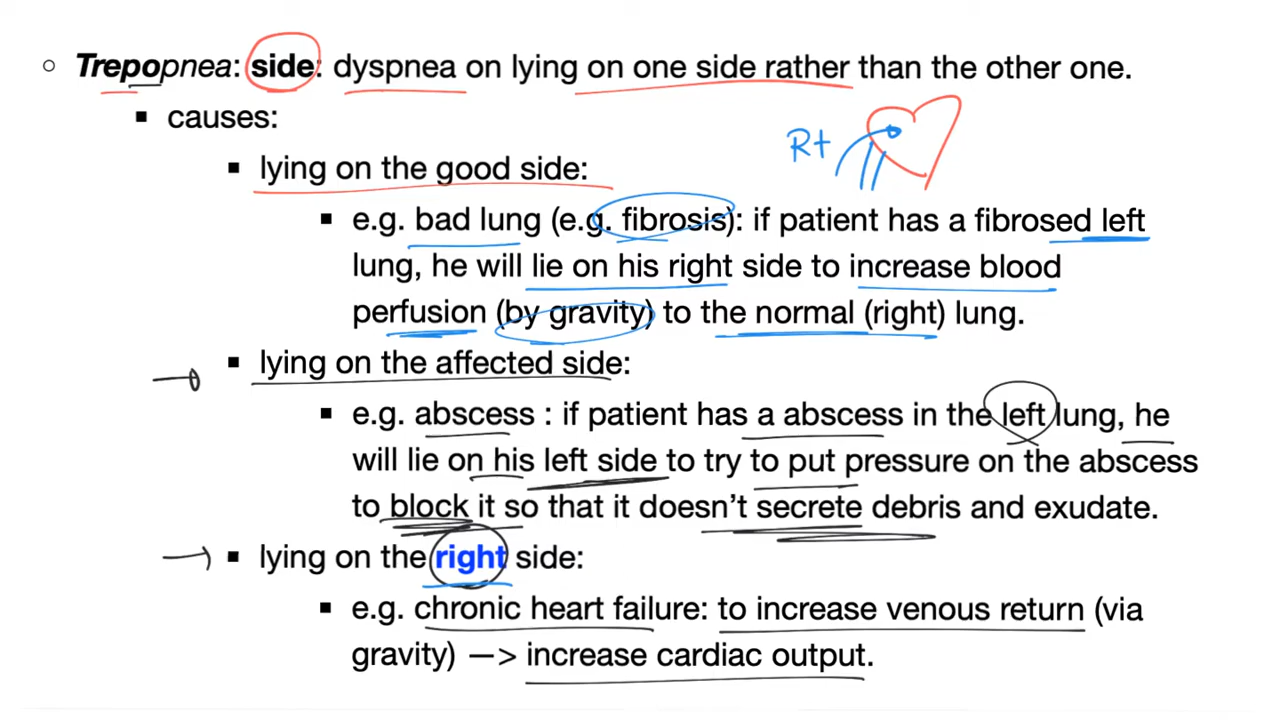 ○ Trepopnea: side: dyspnea on lying on one side rather than the other one.
▪ causes:
Rt
▪ lying on the good side:
▪ e.g. bad lung (e.g. fibrosis): if patient has a fibrosed left
lung, he will lie on his right side to increase blood
perfusion (by gravity) to the normal (right) lung.
▪ lying on the affected side:
▪ e.g. abscess : if patient has a abscess in the left lung, he
will lie on his left side to try to put pressure on the abscess
to block it so that it doesn’t secrete debris and exudate.
▪ lying on the right side:
▪ e.g. chronic heart failure: to increase venous return (via
gravity) —> increase cardiac output.